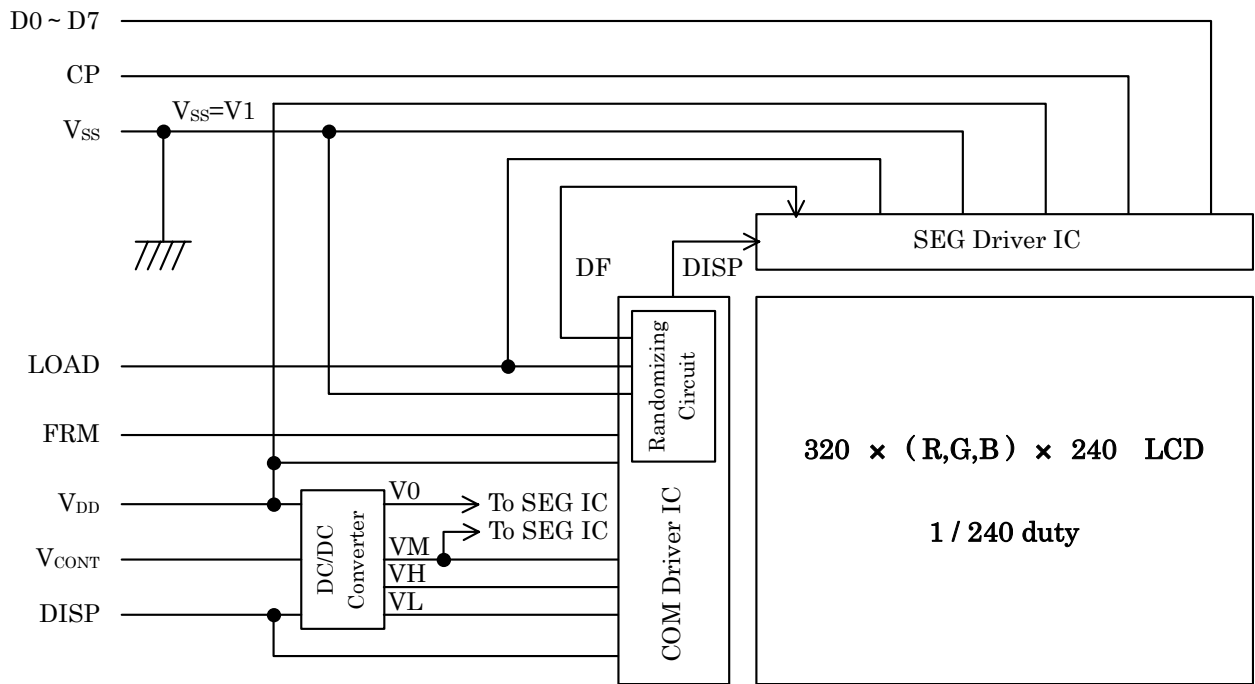 D0 ~ D7
CP
VSS=V1
VSS
SEG Driver IC
DF
DISP
Randomizing
Circuit
LOAD
FRM
320 × ( R,G,B ) × 240 LCD
VDD
V0
To SEG IC
To SEG IC
1 / 240 duty
VCONT
DC/DC
Converter
VM
VH
VL
COM Driver IC
DISP